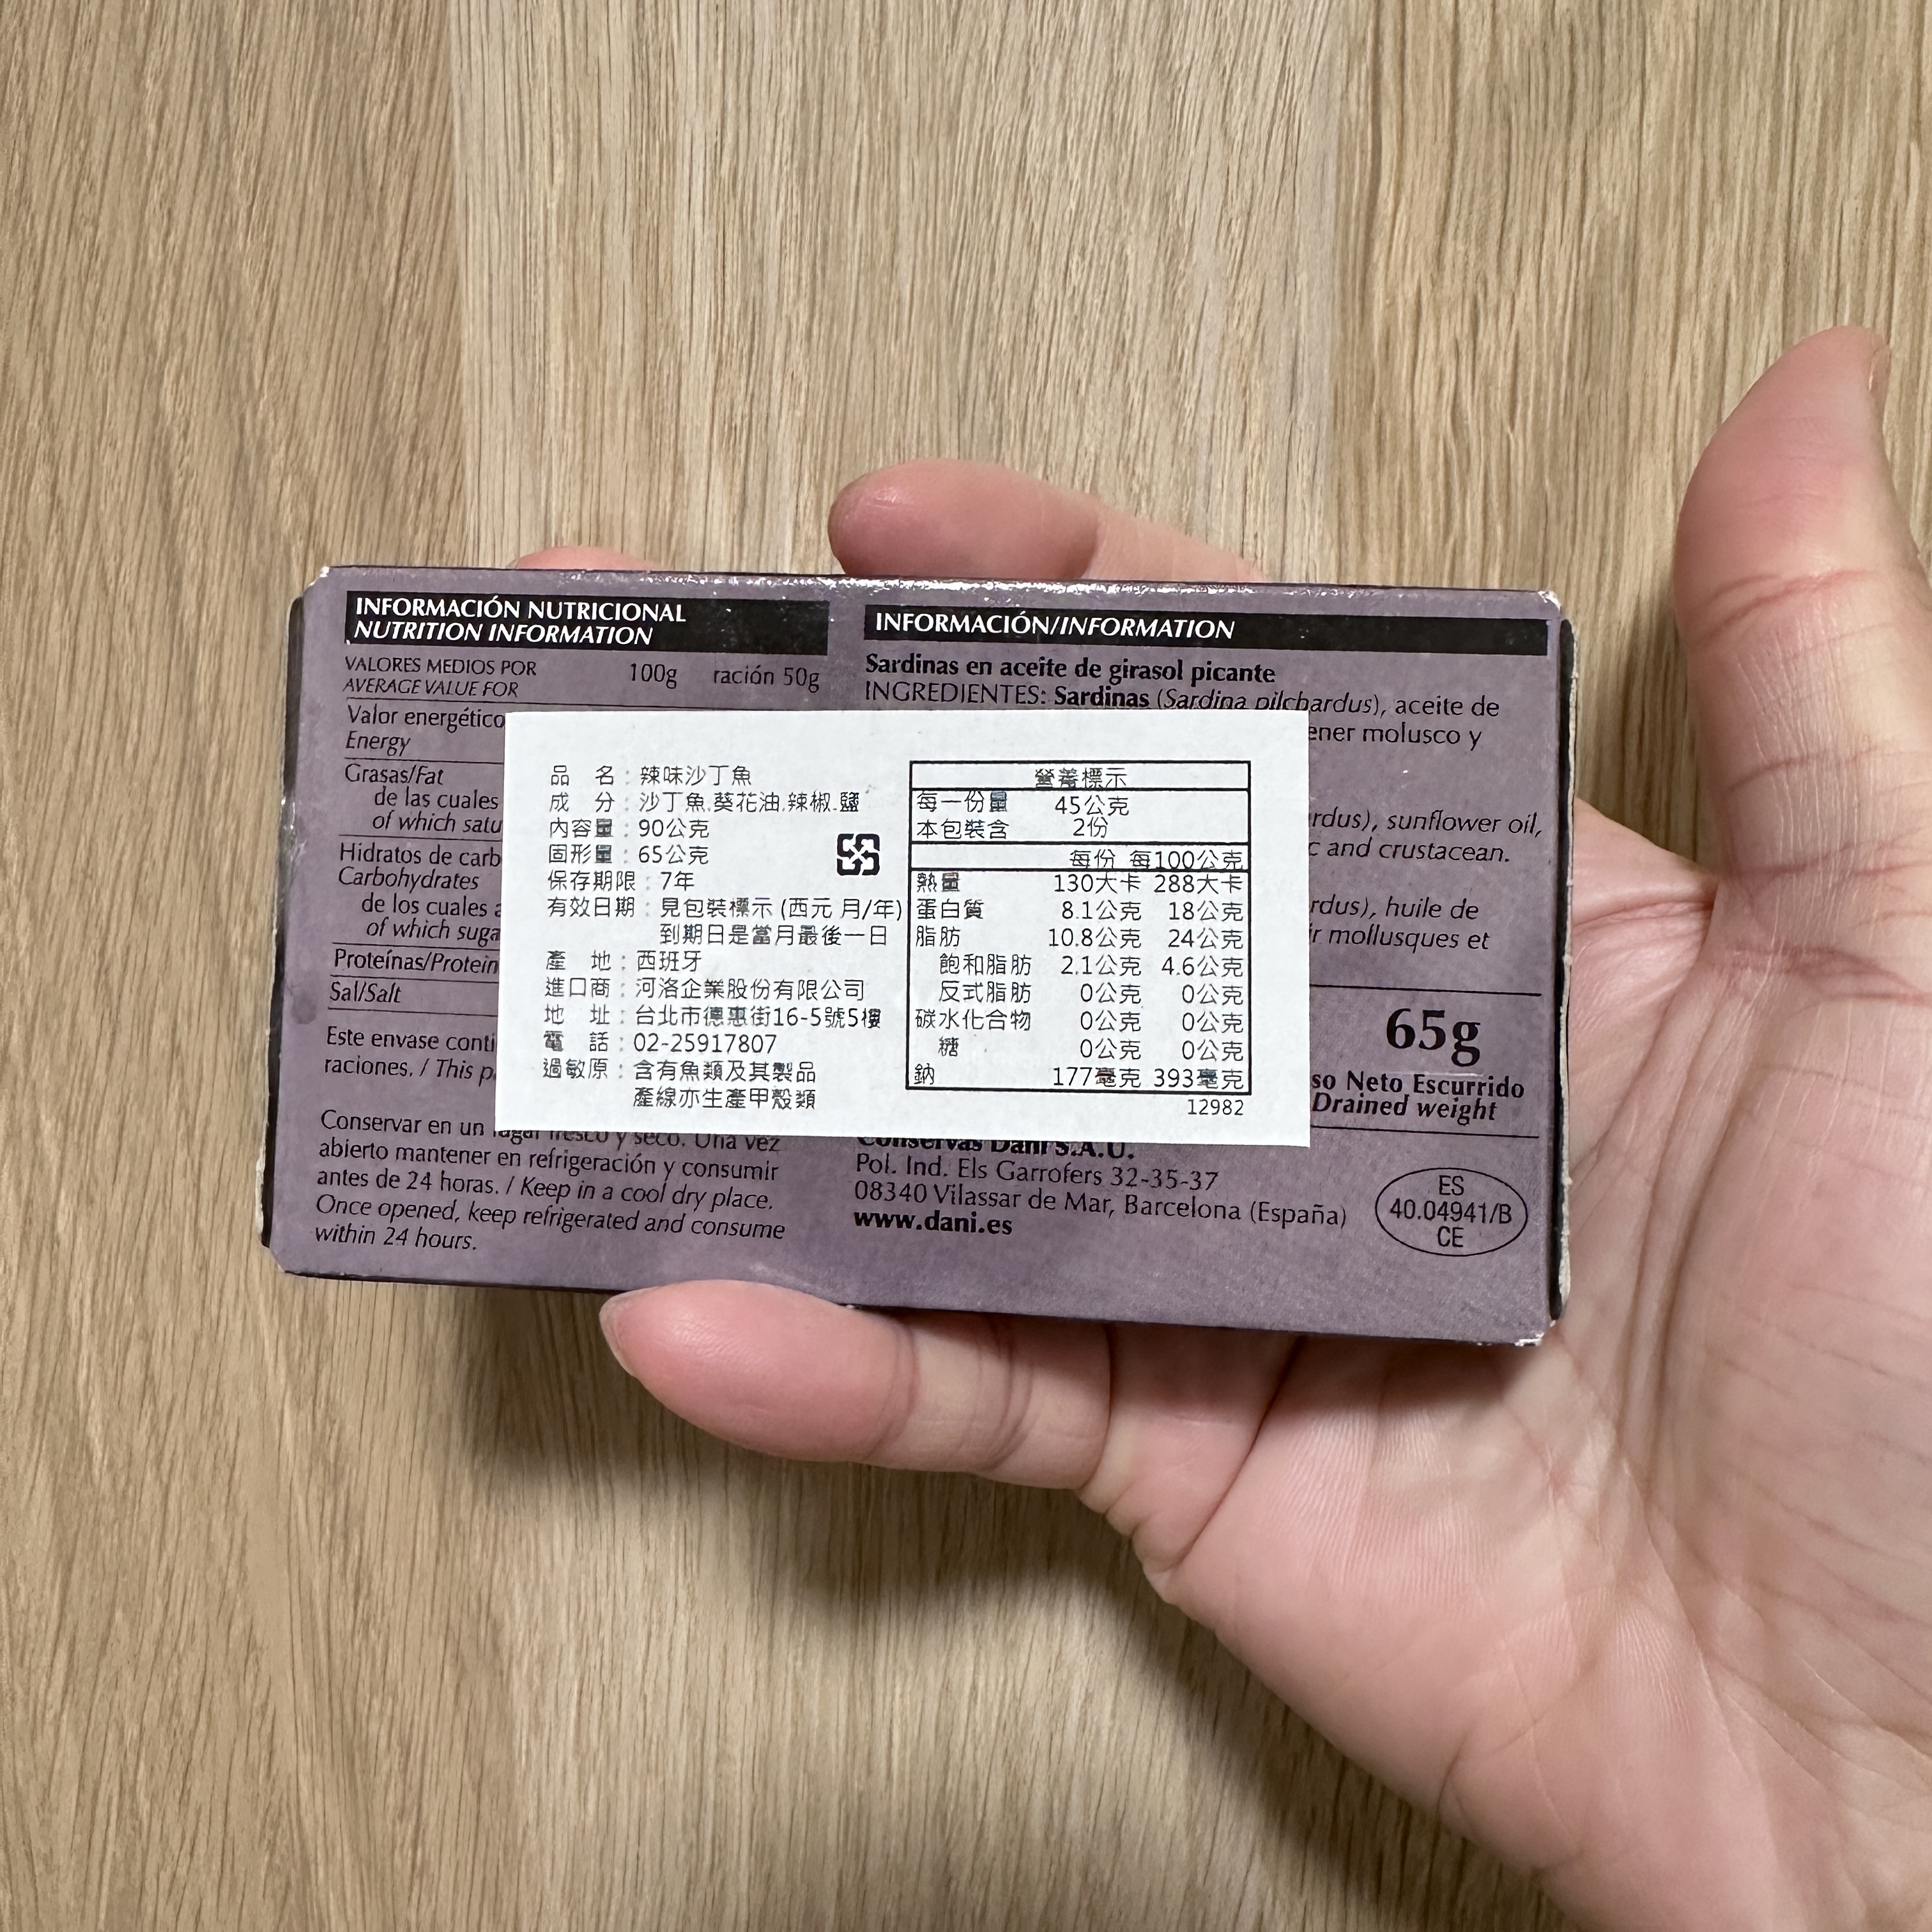 INFORMACIÓN NUTRICIONAL
NUTRITION INFORMATION
VALORES MEDIOS POR
AVERAGE VALUE FOR
100g ración 50g
Valor energético
Energy
Grasas/Fat
de las cuales
of which
Hidratos de
Carbohydrates
de los cuales
of which
Proteínas/Protein
Sal/Salt
Este envase
raciones. / This
Conservar en un lugar fresco y seco. Una vez
abierto mantener en refrigeración y consumir
antes de 24 horas. / Keep in a cool dry place.
Once opened, keep refrigerated and consume
within 24 hours.
INFORMACIÓN/INFORMATION
Sardinas en aceite de girasol picante
INGREDIENTES: Sardinas (Sardina pilchardus), aceite de
molusco y
sunflower oil,
and crustacean.
huile de
mollusques et
65g
Neto Escurrido
Drained weight
Conservas Dani S.A.U.
Pol. Ind. Els Garrofers 32-35-37
08340 Vilassar de Mar, Barcelona (España)
www.dani.es
ES
40.04941/B
CE
品 名：辣味沙丁魚
成 分：沙丁魚.葵花油.辣椒.鹽
內容量：90公克
固形量：65公克
保存期限：7年
有效日期：見包裝標示 (西元 月/年)
到期日是當月最後一日
產 地：西班牙
進口商：河洛企業股份有限公司
地 址：台北市德惠街16-5號5樓
電 話：02-25917807
過敏原：含有魚類及其製品
產線亦生產甲殼類
營養標示
每一份量 45公克
本包裝含 2份
每份 每100公克
熱量 130大卡 288大卡
蛋白質 8.1公克 18公克
脂肪 10.8公克 24公克
飽和脂肪 2.1公克 4.6公克
反式脂肪 0公克 0公克
碳水化合物 0公克 0公克
糖 0公克 0公克
鈉 177毫克 393毫克
12982